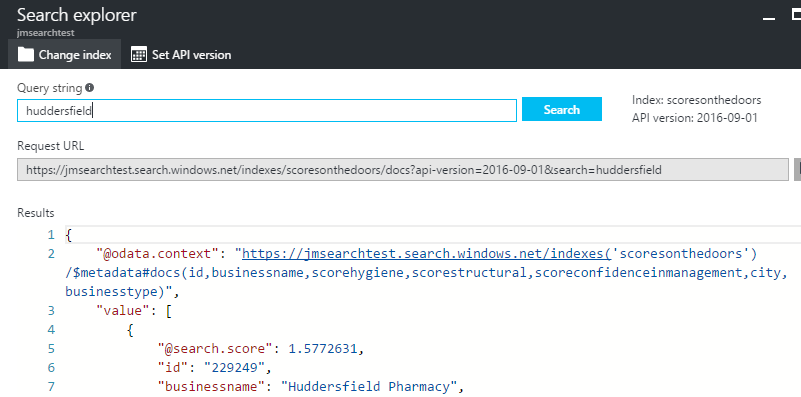 Search explorer
jmsearchtest
Change index Set API version
Query string
huddersfield Search Index: scoresonthedoors
API version: 2016-09-01
Request URL
https://jmsearchtest.search.windows.net/indexes/scoresonthedoors/docs?api-version=2016-09-01&search=huddersfield
Results
1 {
2 "@odata.context": "https://jmsearchtest.search.windows.net/indexes('scoresonthedoors')
/$metadata#docs(id,businessname,scorehygiene,scorestructural,scoreconfidenceinmanagement,city,
businesstype)",
3 "value": [
4 {
5 "@search.score": 1.5772631,
6 "id": "229249",
7 "businessname": "Huddersfield Pharmacy",